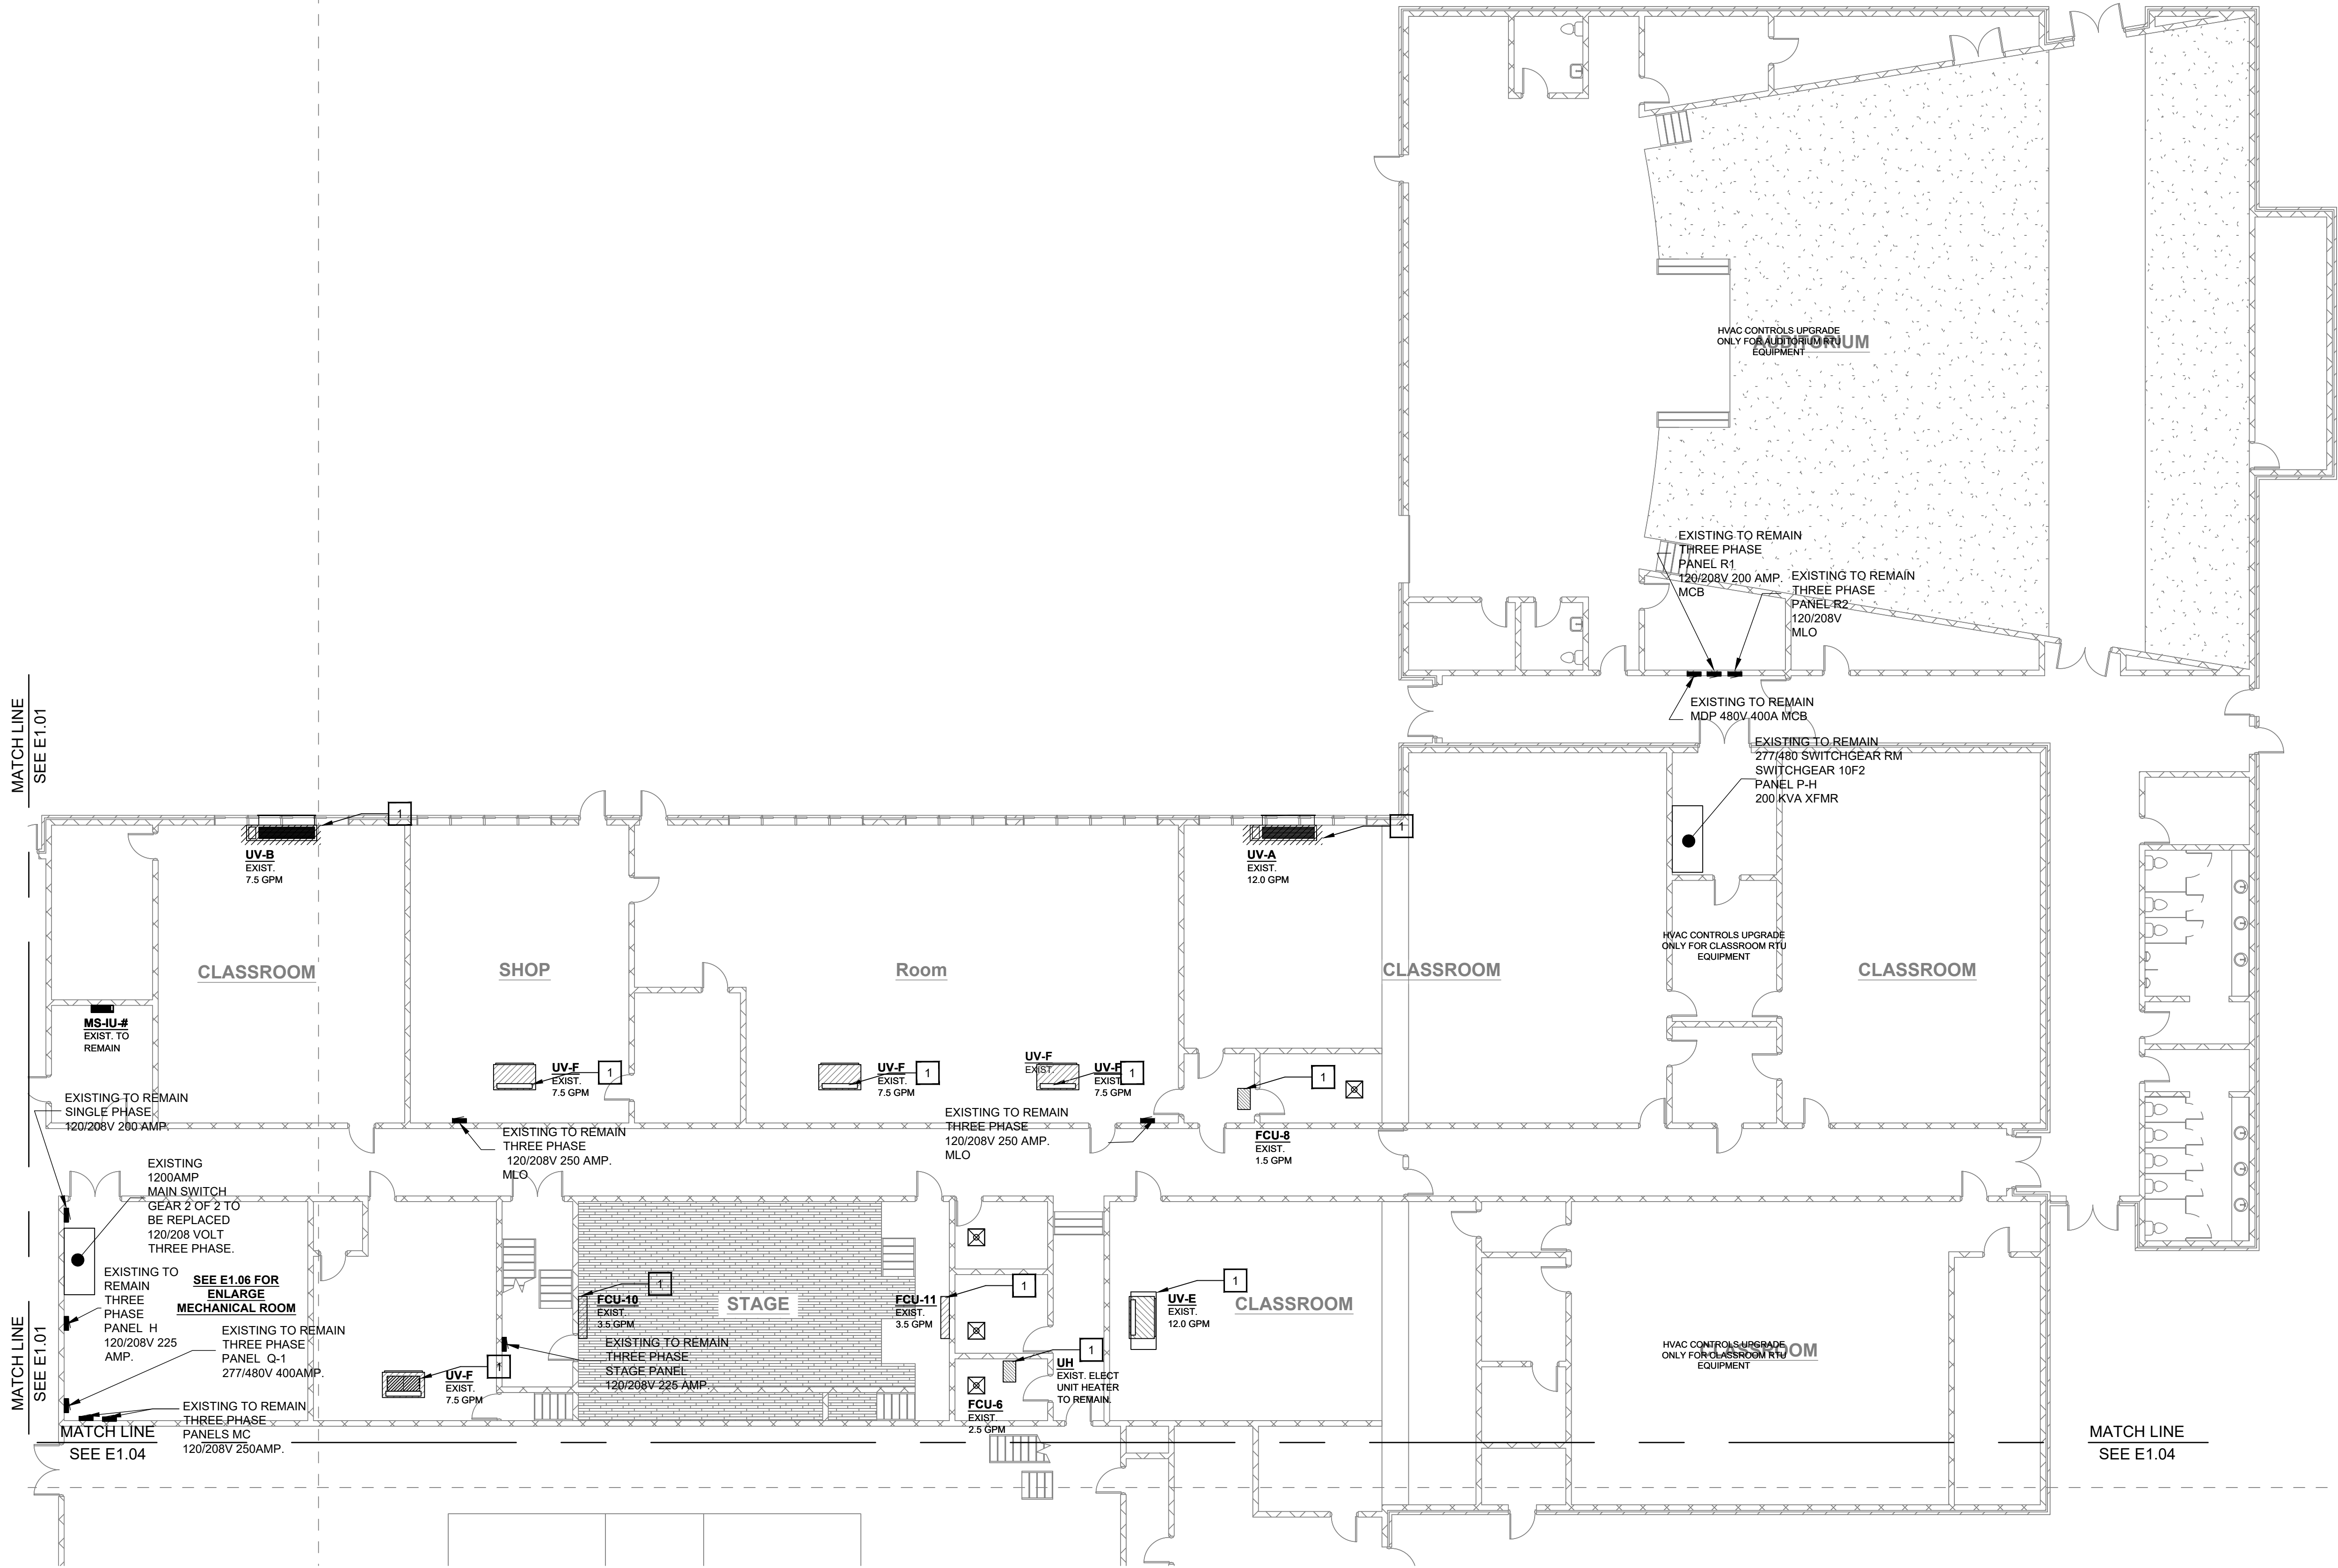 HVAC CONTROLS UPGRADE
ONLY FOR AUDITORIUM RTU
EQUIPMENT
AUDITORIUM
EXISTING TO REMAIN
THREE PHASE
PANEL R1
120/208V 200 AMP.
MCB
EXISTING TO REMAIN
THREE PHASE
PANEL R2
120/208V
MLO
EXISTING TO REMAIN
MDP 480V 400A MCB
EXISTING TO REMAIN
277/480 SWITCHGEAR RM
SWITCHGEAR 10F2
PANEL P-H
200 KVA XFMR
MATCH LINE
SEE E1.01
1
UV-B
EXIST.
7.5 GPM
1
UV-A
EXIST.
12.0 GPM
HVAC CONTROLS UPGRADE
ONLY FOR CLASSROOM RTU
EQUIPMENT
CLASSROOM
SHOP
Room
CLASSROOM
CLASSROOM
MS-IU-#
EXIST. TO
REMAIN
UV-F
EXIST.
7.5 GPM
1
UV-F
EXIST.
7.5 GPM
1
UV-F
EXIST.
UV-F
EXIST.
7.5 GPM
1
1
EXISTING TO REMAIN
SINGLE PHASE
120/208V 200 AMP.
EXISTING TO REMAIN
THREE PHASE
120/208V 250 AMP.
MLO
EXISTING TO REMAIN
THREE PHASE
120/208V 250 AMP.
MLO
FCU-8
EXIST.
1.5 GPM
EXISTING
1200AMP
MAIN SWITCH
GEAR 2 OF 2 TO
BE REPLACED
120/208 VOLT
THREE PHASE.
EXISTING TO
REMAIN
THREE
PHASE
PANEL H
120/208V 225
AMP.
SEE E1.06 FOR
ENLARGE
MECHANICAL ROOM
EXISTING TO REMAIN
THREE PHASE
PANEL Q-1
277/480V 400AMP.
1
FCU-10
EXIST.
3.5 GPM
STAGE
1
FCU-11
EXIST.
3.5 GPM
1
UV-E
EXIST.
12.0 GPM
CLASSROOM
EXISTING TO REMAIN
THREE PHASE
STAGE PANEL
120/208V 225 AMP.
1
UV-F
EXIST.
7.5 GPM
1
UH
EXIST. ELECT
UNIT HEATER
TO REMAIN.
FCU-6
EXIST.
2.5 GPM
HVAC CONTROLS UPGRADE
ONLY FOR CLASSROOM RTU
EQUIPMENT
CLASSROOM
MATCH LINE
SEE E1.01
EXISTING TO REMAIN
THREE PHASE
PANELS MC
120/208V 250AMP.
MATCH LINE
SEE E1.04
MATCH LINE
SEE E1.04